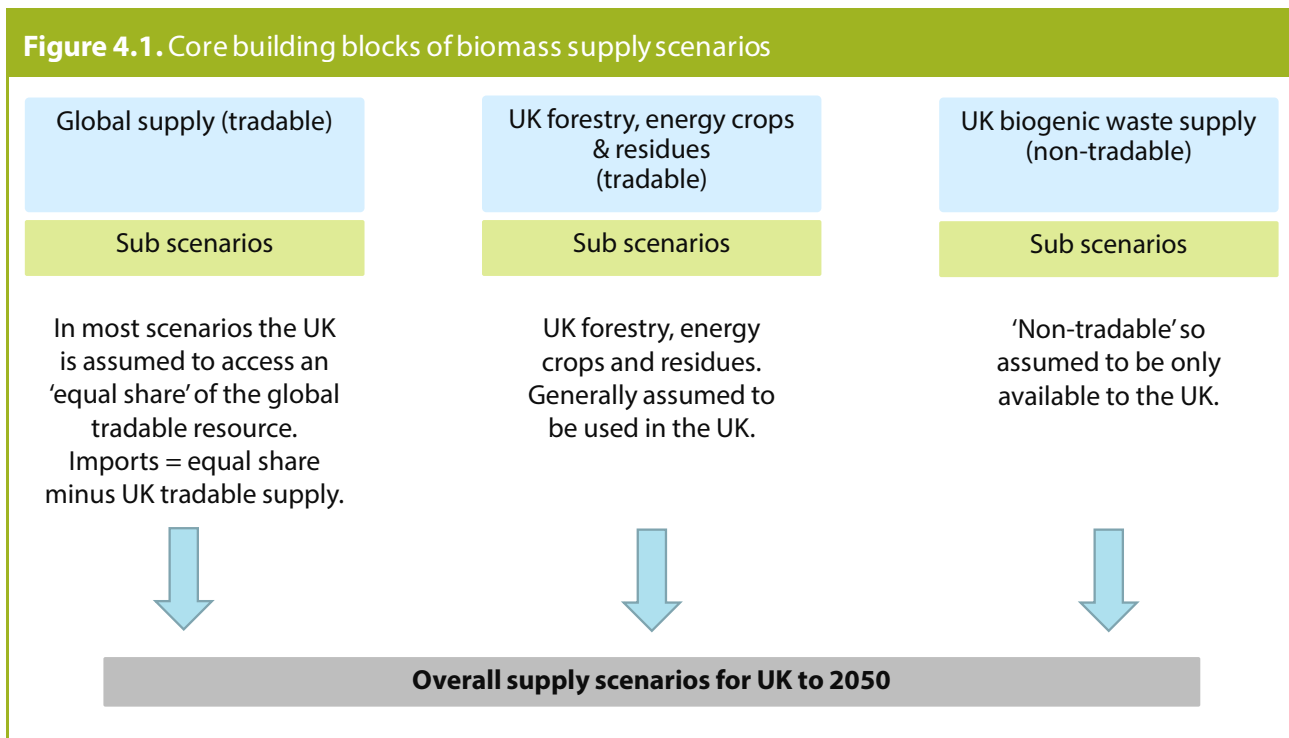 Figure 4.1. Core building blocks of biomass supply scenarios
Global supply (tradable)
Sub scenarios
In most scenarios the UK
is assumed to access an
‘equal share’ of the global
tradable resource.
Imports = equal share
minus UK tradable supply.
UK forestry, energy crops
& residues
(tradable)
Sub scenarios
UK forestry, energy
crops and residues.
Generally assumed to
be used in the UK.
UK biogenic waste supply
(non-tradable)
Sub scenarios
‘Non-tradable’ so
assumed to be only
available to the UK.
Overall supply scenarios for UK to 2050